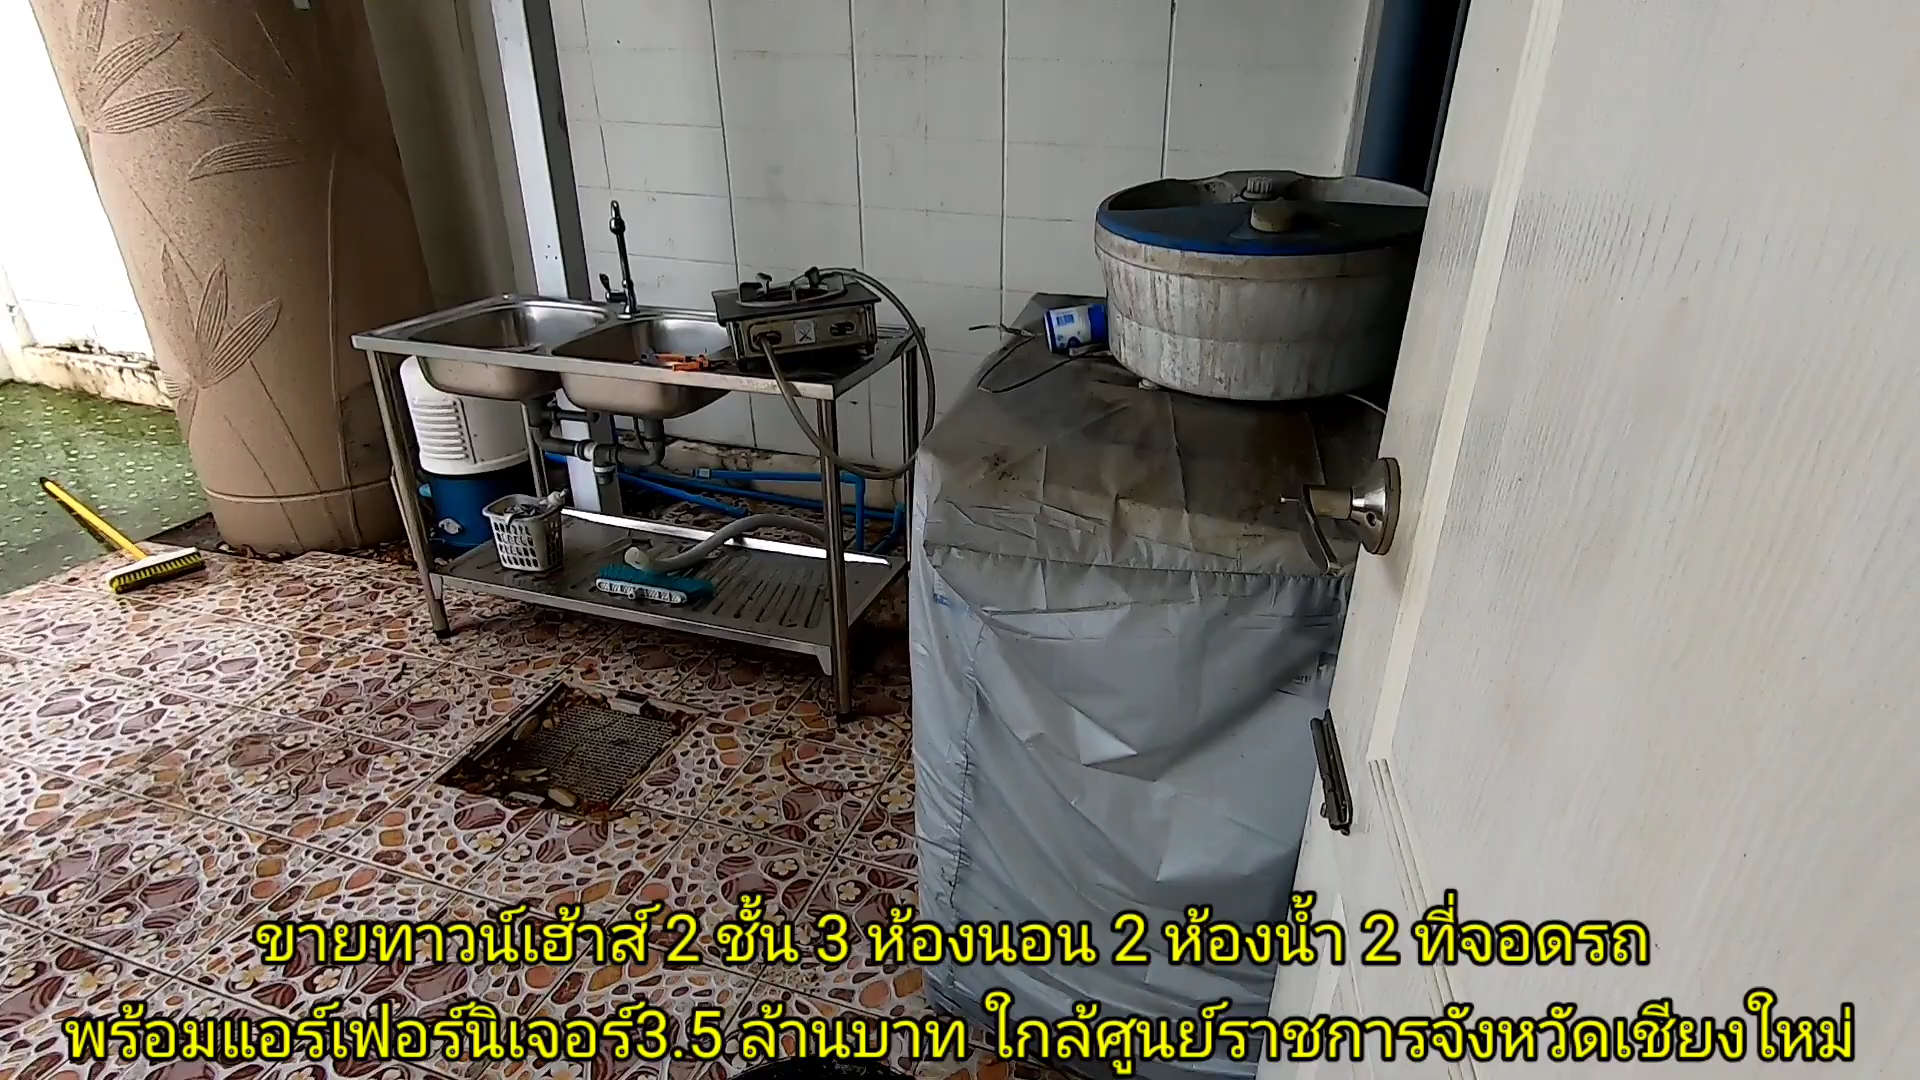 ขายทาวน์เฮ้าส์ 2 ชั้น 3 ห้องนอน 2 ห้องน้ำ 2 ที่จอดรถ
พร้อมแอร์เฟอร์นิเจอร์3.5 ล้านบาท ใกล้ศูนย์ราชการจังหวัดเชียงใหม่